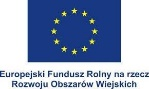 Europejski Fundusz Rolny na rzecz
Rozwoju Obszarów Wiejskich